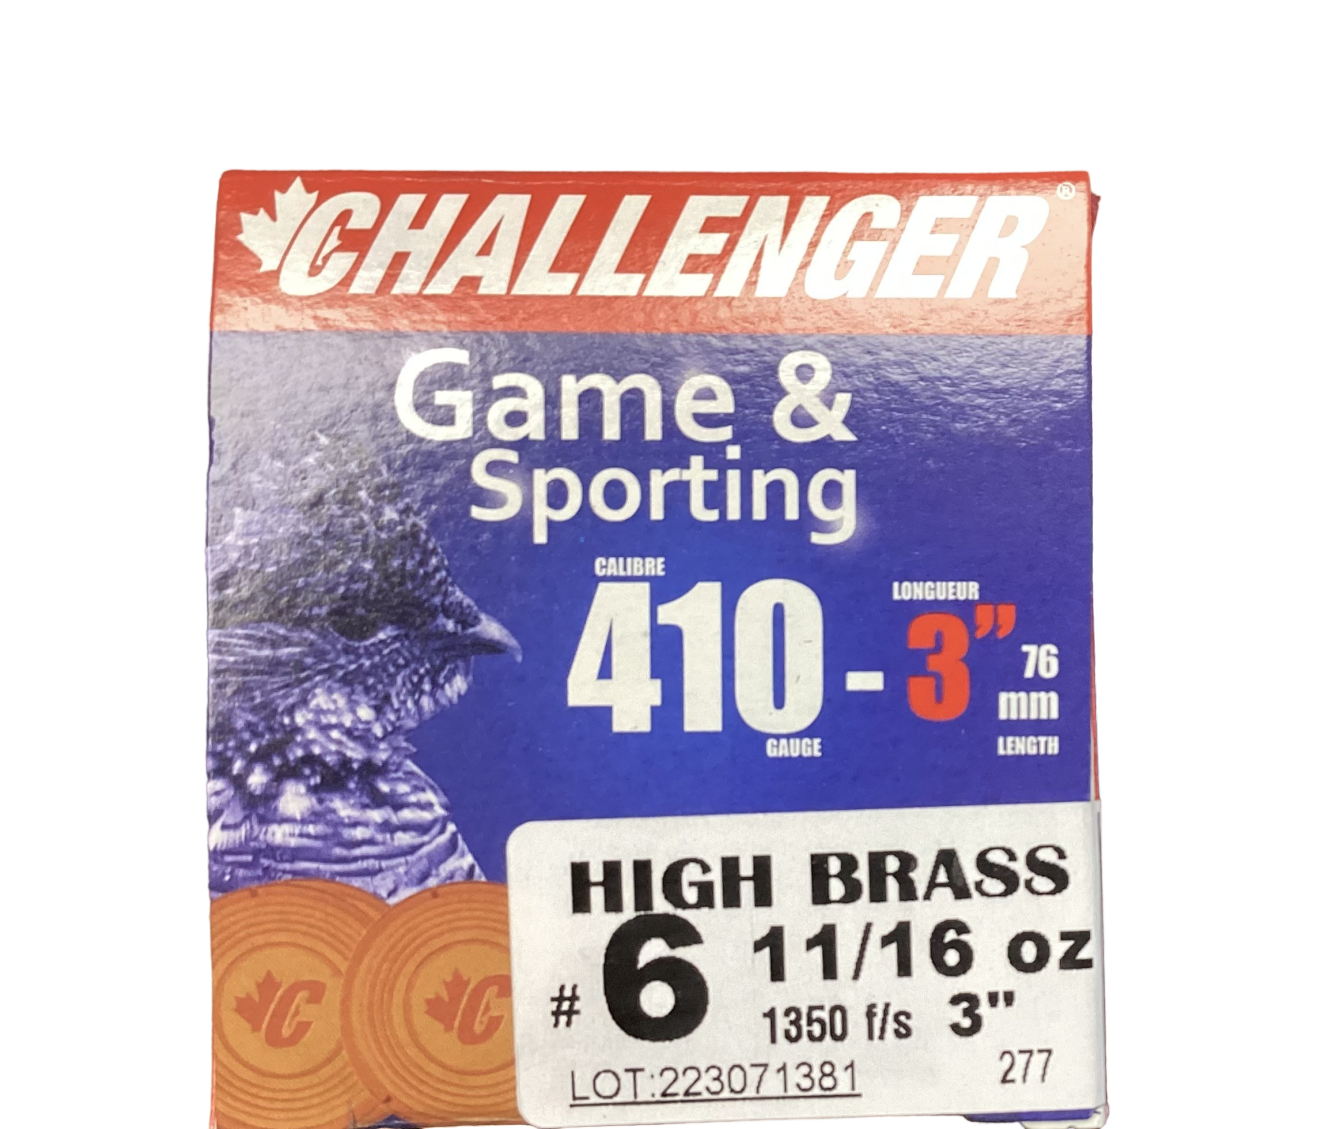 CHALLENGER®
Game &
Sporting
CALIBRE
410 - 3” 76 mm
LONGUEUR
GAUGE
LENGTH
HIGH BRASS
# 6 11/16 oz
1350 f/s 3"
LOT:223071381 277
C C